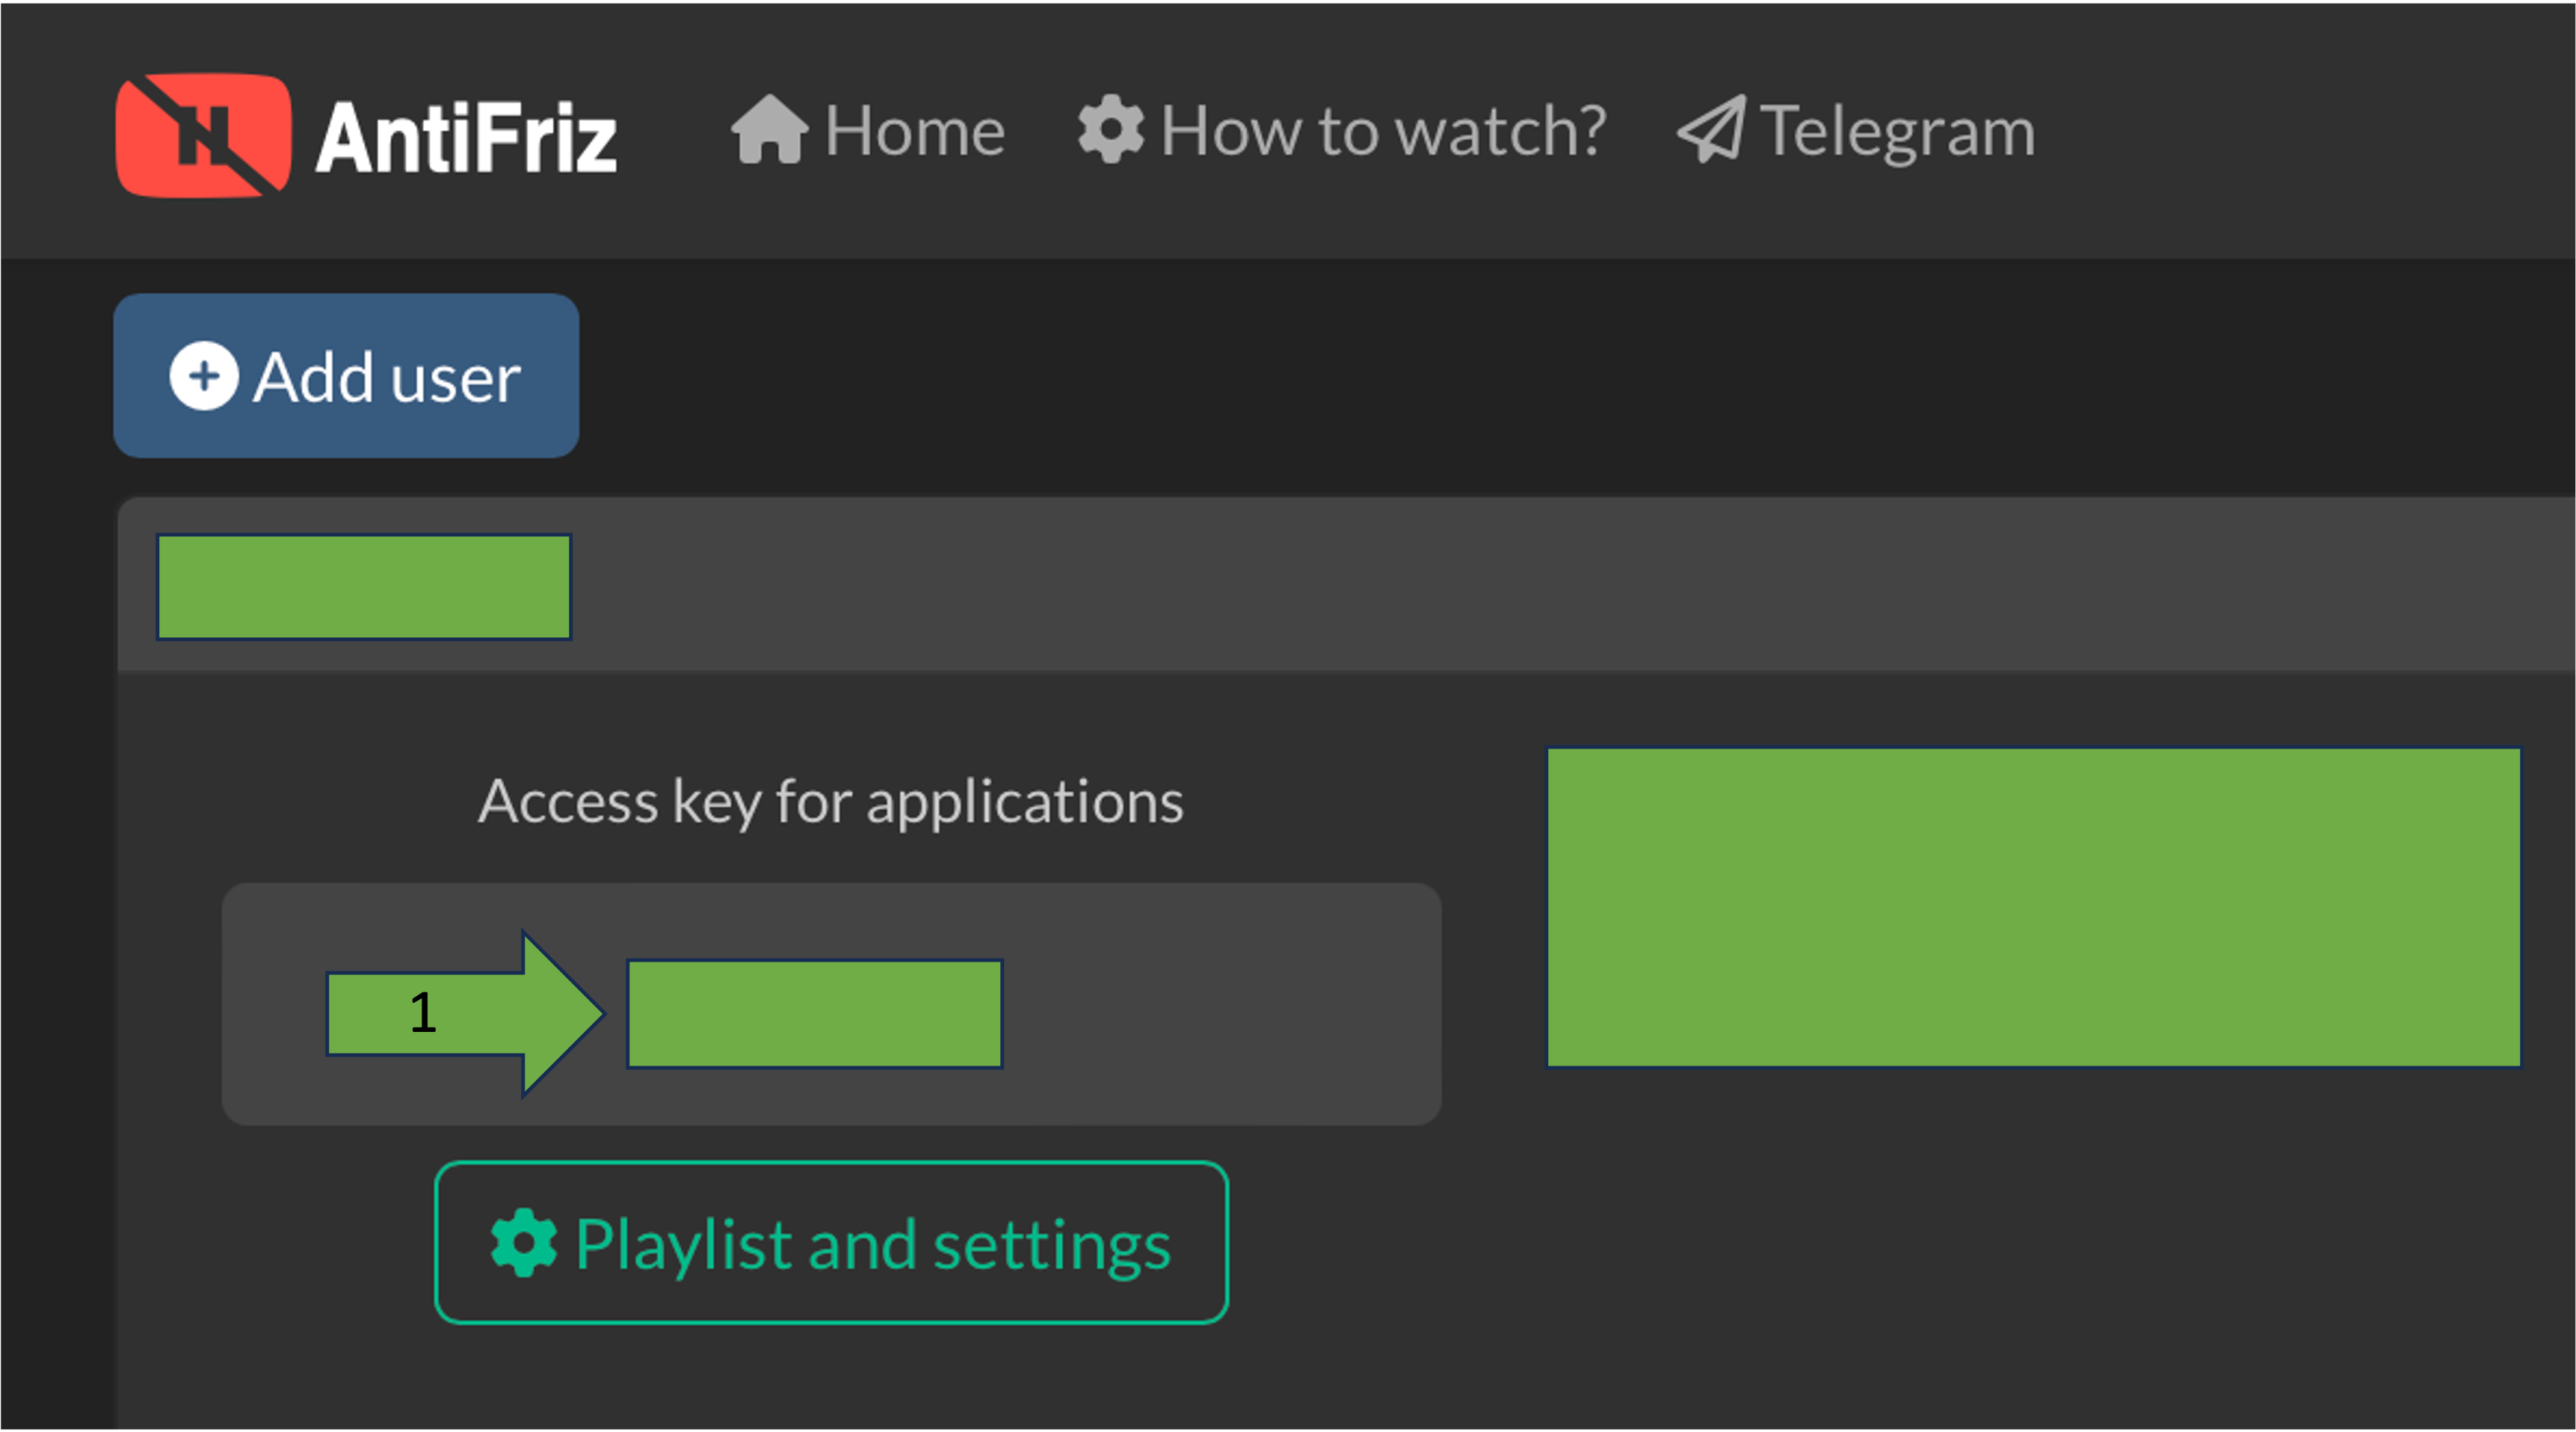 AntiFriz Home How to watch? Telegram
Add user
Access key for applications
1
Playlist and settings